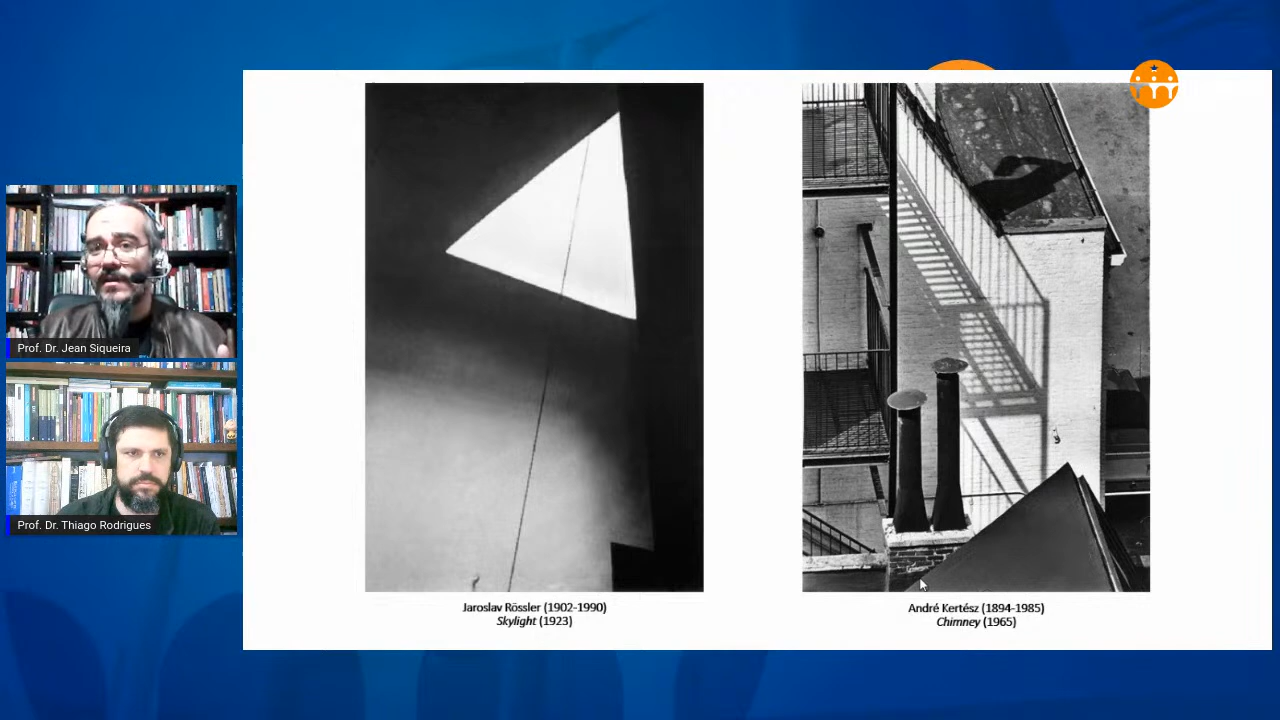 Prof. Dr. Jean Siqueira
Prof. Dr. Thiago Rodrigues
Jaroslav Rössler (1902-1990)
Skylight (1923)
André Kertész (1894-1985)
Chimney (1965)